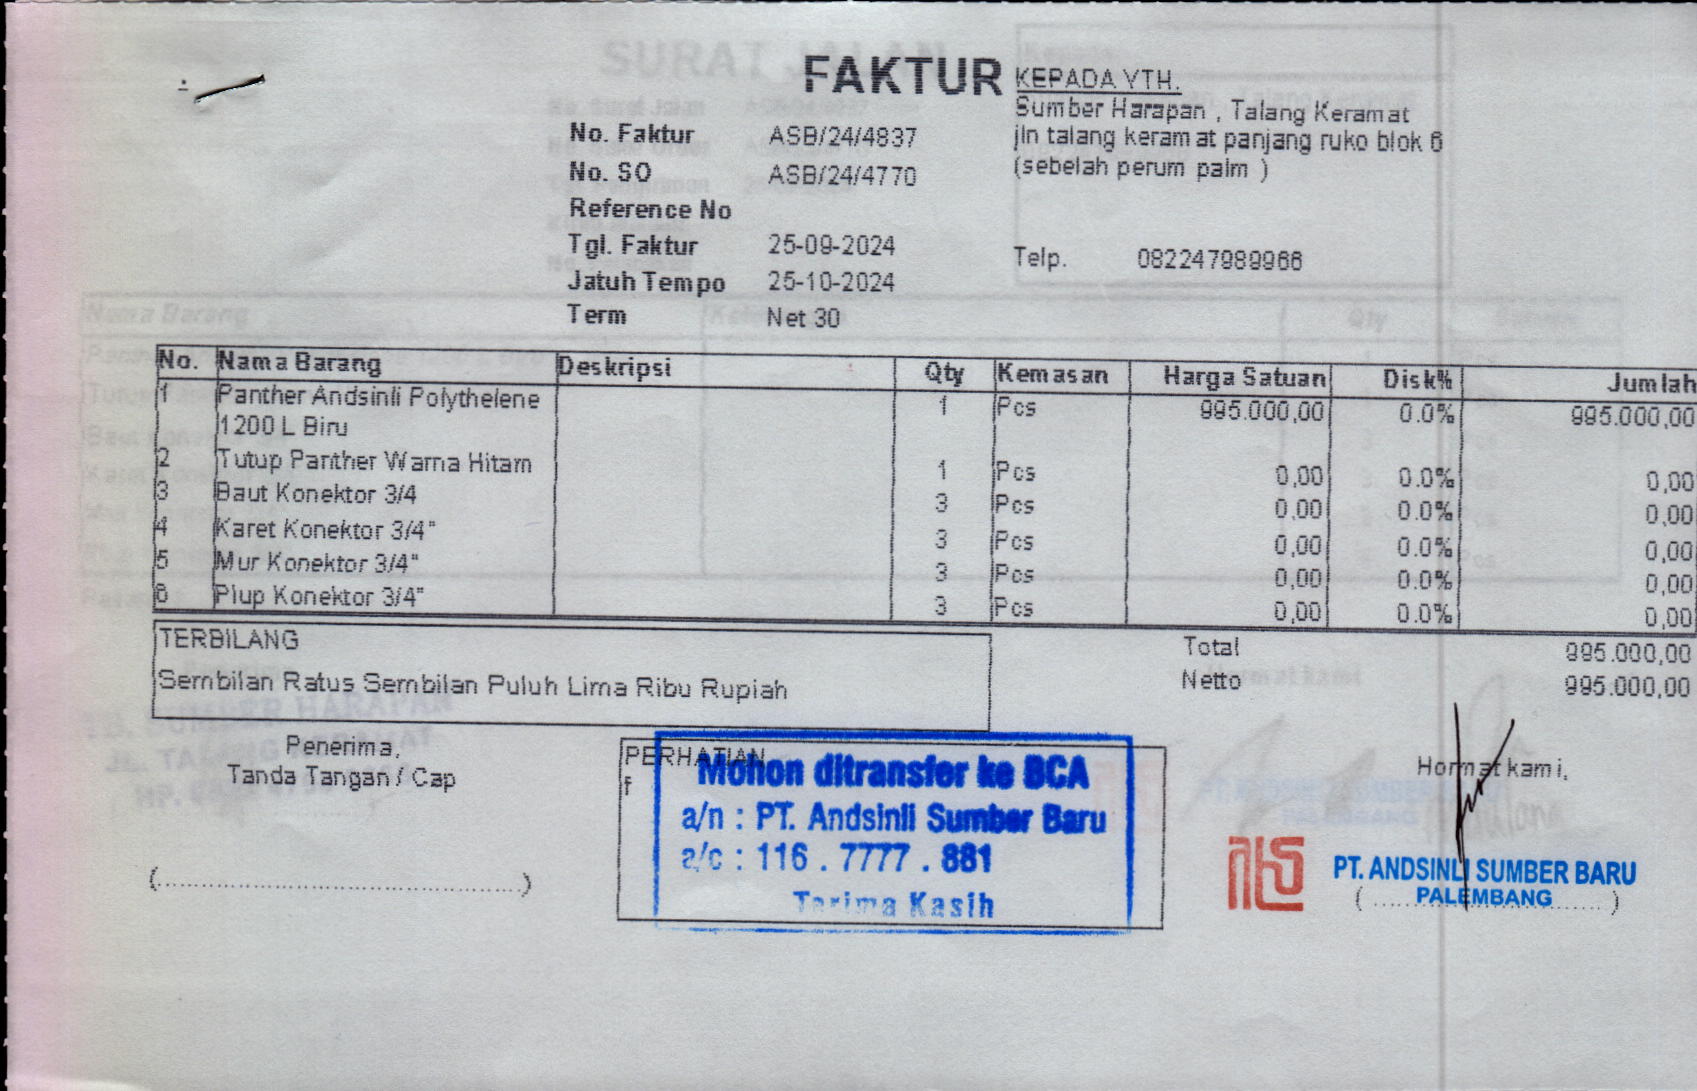 FAKTUR
KEPADA YTH.
Sumber Harapan , Talang Keramat
jln talang keramat panjang ruko blok 6
(sebelah perum palm )
Telp. 082247989966
No. Faktur ASB/24/4837
No. SO ASB/24/4770
Reference No
Tgl. Faktur 25-09-2024
Jatuh Tempo 25-10-2024
Term Net 30
No. Nama Barang Deskripsi Qty Kemasan Harga Satuan Disk% Jumlah
1 Panther Andsinli Polythelene 1 Pcs 995.000,00 0.0% 995.000,00
1200 L Biru
2 Tutup Panther Warna Hitam 1 Pcs 0,00 0.0% 0,00
3 Baut Konektor 3/4 3 Pcs 0,00 0.0% 0,00
4 Karet Konektor 3/4" 3 Pcs 0,00 0.0% 0,00
5 Mur Konektor 3/4" 3 Pcs 0,00 0.0% 0,00
6 Plup Konektor 3/4" 3 Pcs 0,00 0.0% 0,00
TERBILANG
Sembilan Ratus Sembilan Puluh Lima Ribu Rupiah
Total 995.000,00
Netto 995.000,00
Penerima,
Tanda Tangan / Cap
PERHATIAN
f
Mohon ditransfer ke BCA
a/n : PT. Andsinli Sumber Baru
a/c : 116 . 7777 . 881
Terima Kasih
Hormat kami,
PT. ANDSINLI SUMBER BARU
PALEMBANG